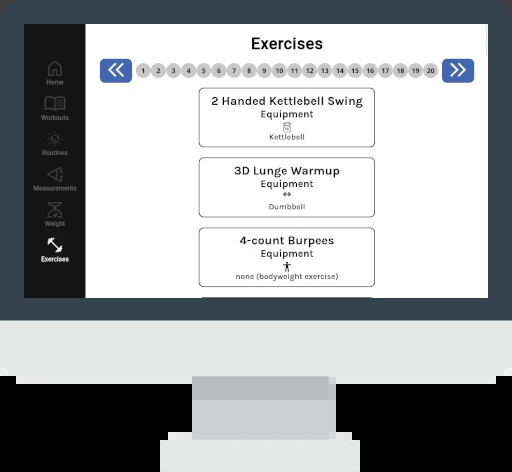 Exercises
1 2 3 4 5 6 7 8 9 10 11 12 13 14 15 16 17 18 19 20
Home
Workouts
Routines
Measurements
Weight
Exercises
2 Handed Kettlebell Swing
Equipment
Kettlebell
3D Lunge Warmup
Equipment
Dumbbell
4-count Burpees
Equipment
none (bodyweight exercise)